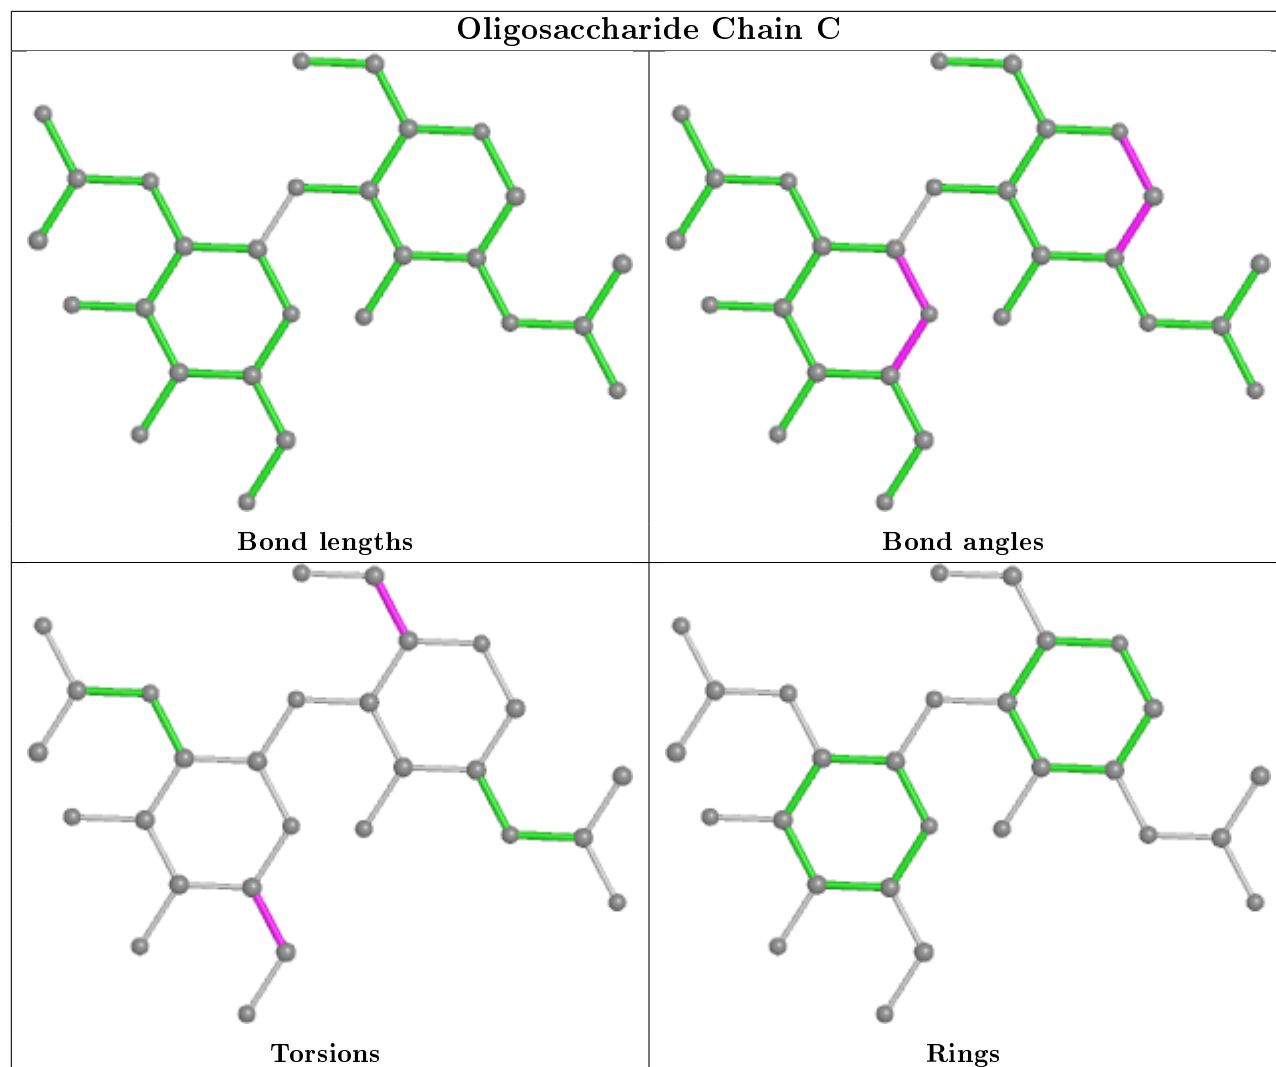 Oligosaccharide Chain C
Bond lengths
Bond angles
Torsions
Rings